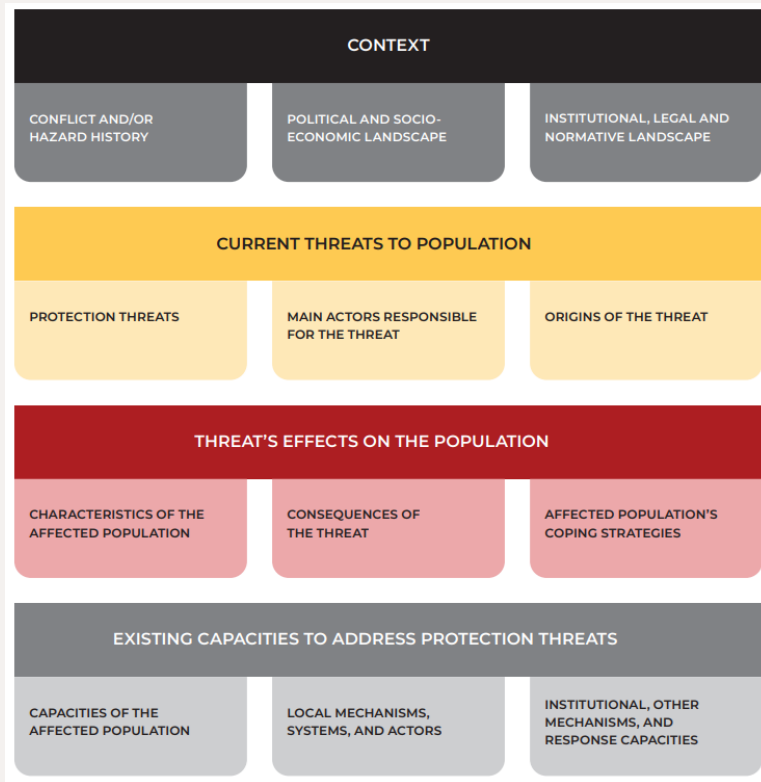 CONTEXT
CONFLICT AND/OR
HAZARD HISTORY
POLITICAL AND SOCIO-
ECONOMIC LANDSCAPE
INSTITUTIONAL, LEGAL AND
NORMATIVE LANDSCAPE
CURRENT THREATS TO POPULATION
PROTECTION THREATS
MAIN ACTORS RESPONSIBLE
FOR THE THREAT
ORIGINS OF THE THREAT
THREAT’S EFFECTS ON THE POPULATION
CHARACTERISTICS OF THE
AFFECTED POPULATION
CONSEQUENCES OF
THE THREAT
AFFECTED POPULATION’S
COPING STRATEGIES
EXISTING CAPACITIES TO ADDRESS PROTECTION THREATS
CAPACITIES OF THE
AFFECTED POPULATION
LOCAL MECHANISMS,
SYSTEMS, AND ACTORS
INSTITUTIONAL, OTHER
MECHANISMS, AND
RESPONSE CAPACITIES